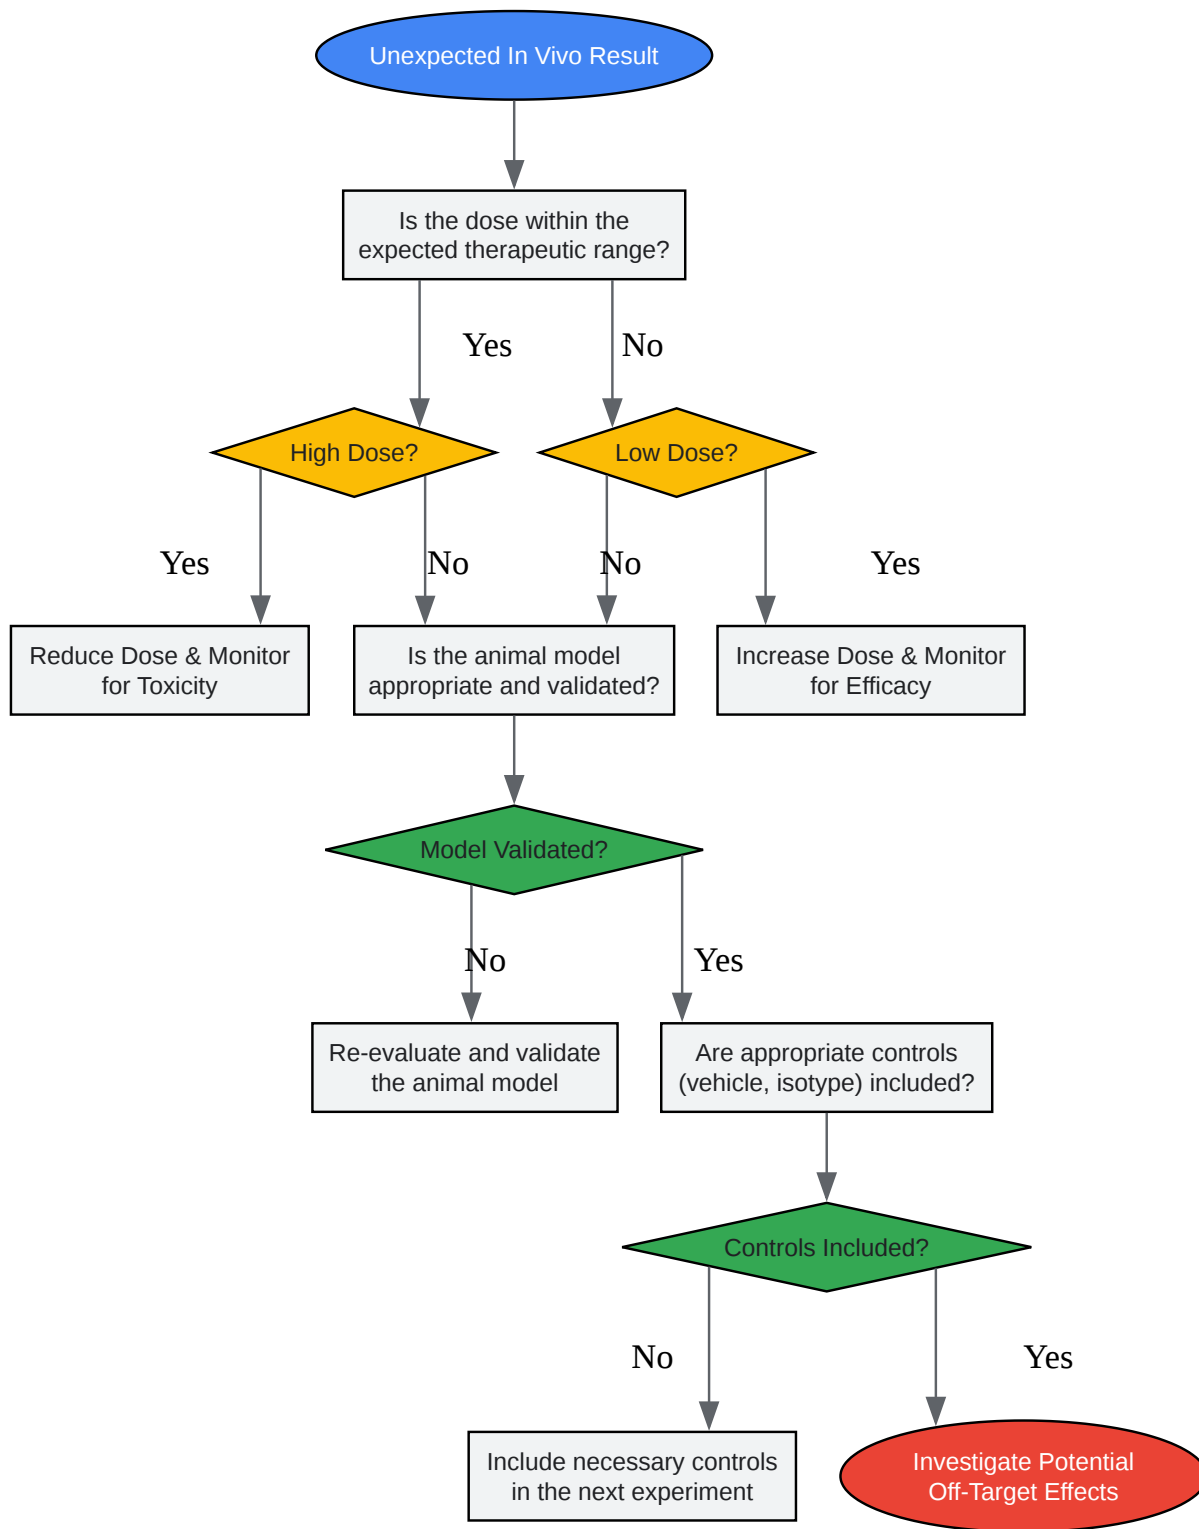 Unexpected In Vivo Result
Is the dose within the
expected therapeutic range?
Yes
No
High Dose?
Low Dose?
Yes
No
No
Yes
Reduce Dose & Monitor
for Toxicity
Is the animal model
appropriate and validated?
Increase Dose & Monitor
for Efficacy
Model Validated?
No
Yes
Re-evaluate and validate
the animal model
Are appropriate controls
(vehicle, isotype) included?
Controls Included?
No
Yes
Include necessary controls
in the next experiment
Investigate Potential
Off-Target Effects